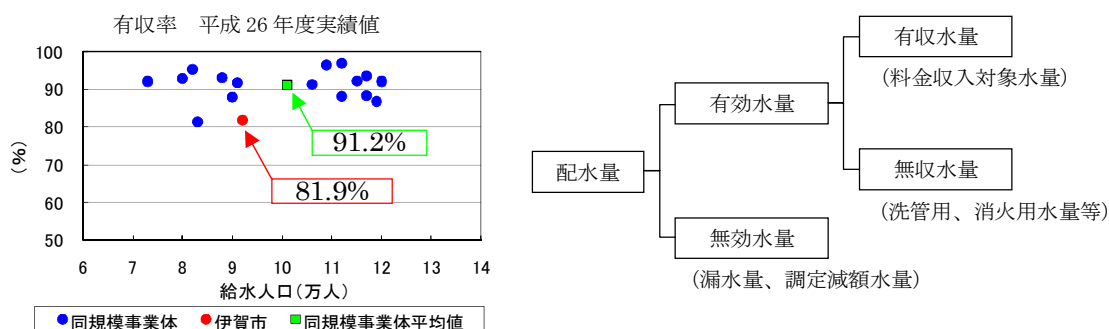 有収率　平成 26 年度実績値
100
90
80
70
60
50
(%)
91.2%
81.9%
6 7 8 9 10 11 12 13 14
給水人口(万人)
同規模事業体 伊賀市 同規模事業体平均値
配水量
有効水量
無効水量
(漏水量、調定減額水量)
有収水量
(料金収入対象水量)
無収水量
(洗管用、消火用水量等)